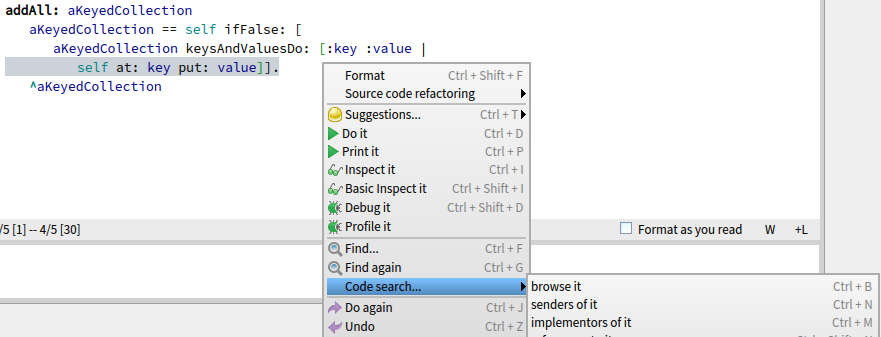 addAll: aKeyedCollection
aKeyedCollection == self ifFalse: [
aKeyedCollection keysAndValuesDo: [:key :value |
self at: key put: value]].
^aKeyedCollection
Format Ctrl + Shift + F
Source code refactoring
Suggestions... Ctrl + T
Do it Ctrl + D
Print it Ctrl + P
Inspect it Ctrl + I
Basic Inspect it Ctrl + Shift + I
Debug it Ctrl + Shift + D
Profile it
/5 [1] -- 4/5 [30]
Format as you read W +L
Find... Ctrl + F
Find again Ctrl + G
Code search...
Do again Ctrl + J
Undo Ctrl + Z
browse it Ctrl + B
senders of it Ctrl + N
implementors of it Ctrl + M